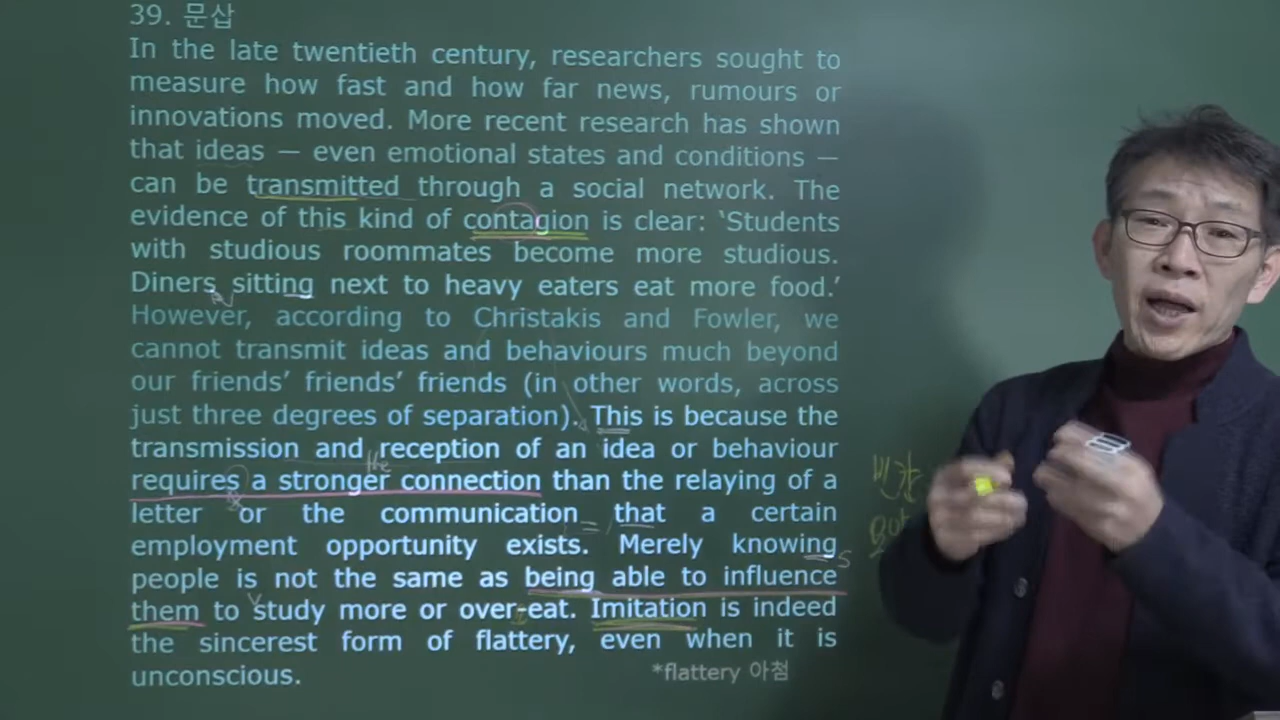 39. 문삽
In the late twentieth century, researchers sought to
measure how fast and how far news, rumours or
innovations moved. More recent research has shown
that ideas — even emotional states and conditions —
can be transmitted through a social network. The
evidence of this kind of contagion is clear: ‘Students
with studious roommates become more studious.
Diners sitting next to heavy eaters eat more food.’
However, according to Christakis and Fowler, we
cannot transmit ideas and behaviours much beyond
our friends’ friends’ friends (in other words, across
just three degrees of separation). This is because the
transmission and reception of an idea or behaviour
the
requires a stronger connection than the relaying of a
letter or the communication that a certain
employment opportunity exists. Merely knowing
people is not the same as being able to influence
them to study more or over-eat. Imitation is indeed
the sincerest form of flattery, even when it is
unconscious.
*flattery 아첨